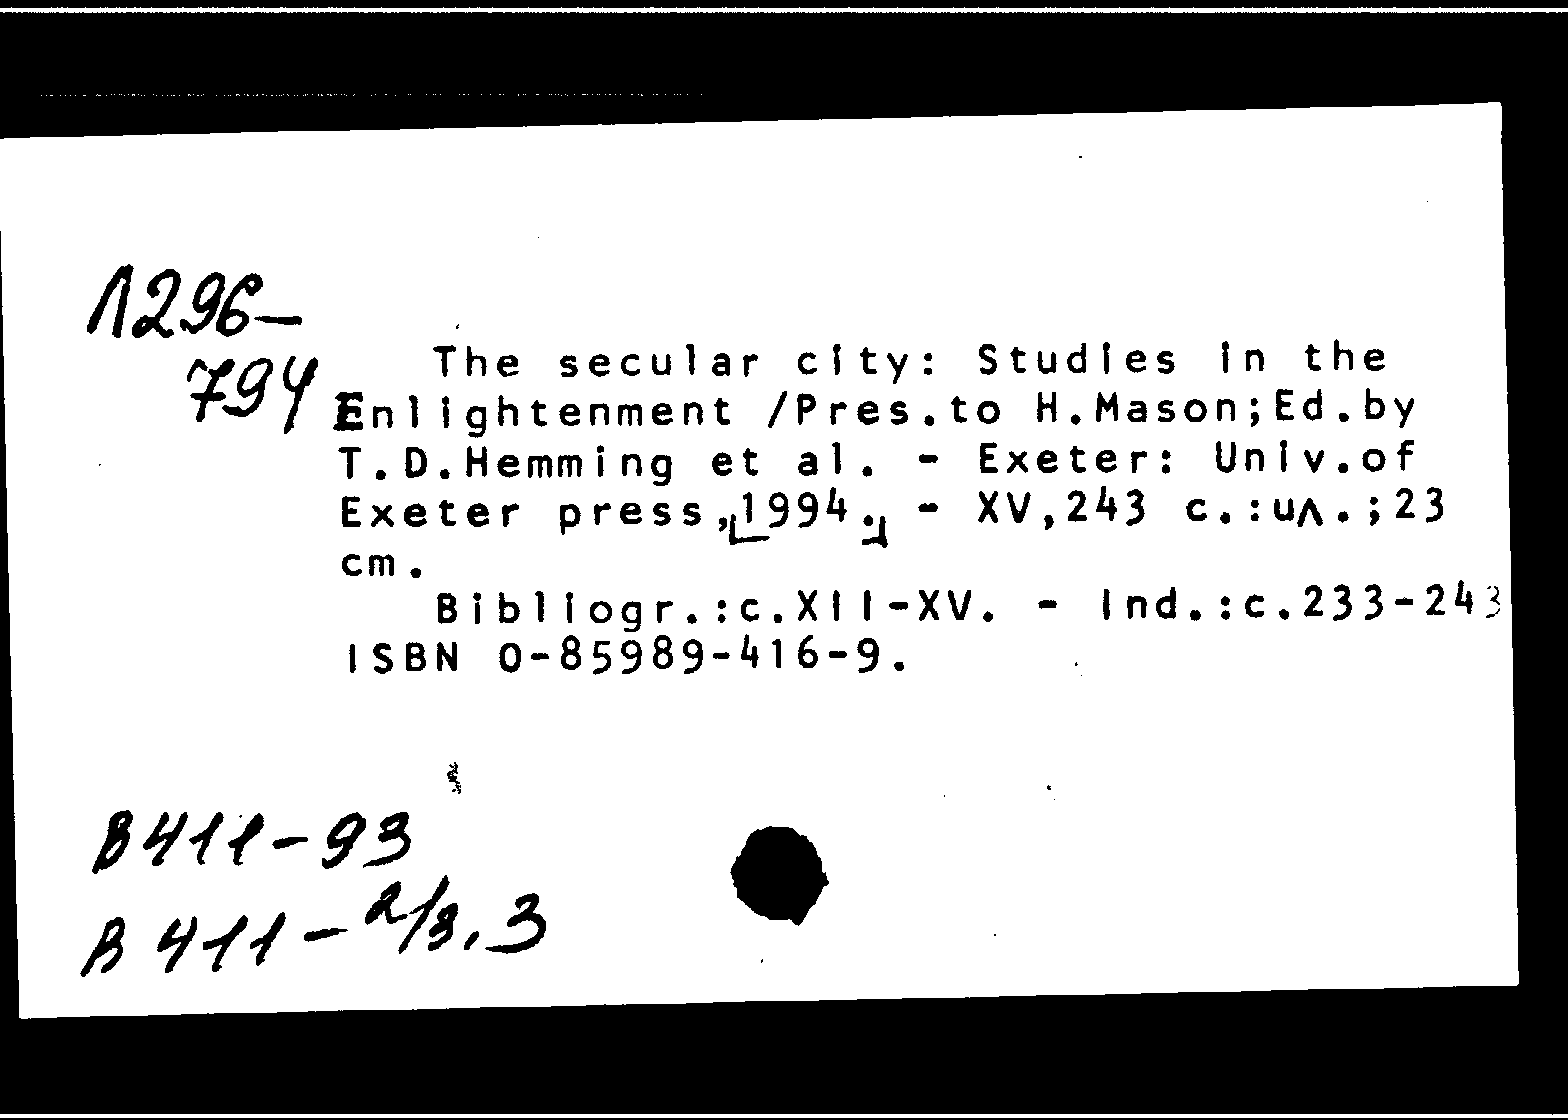 Л296-
794
The secular city: Studies in the
Enlightenment /Pres.to H.Mason;Ed.by
T.D.Hemming et al. - Exeter: Univ.of
Exeter press,[1994.] - XV,243 c.:ил.;23
cm.
Bibliogr.:c.XII-XV. - Ind.:c.233-243
ISBN 0-85989-416-9.
В411-93
В411-2/3.3